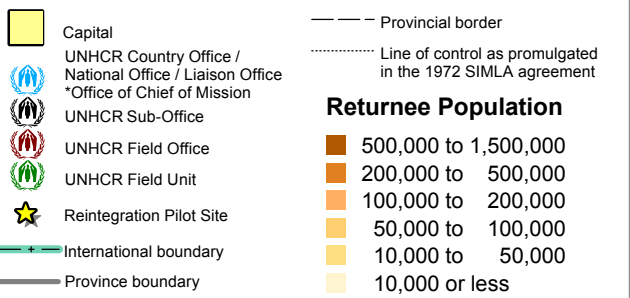 Capital
UNHCR Country Office /
National Office / Liaison Office
*Office of Chief of Mission
UNHCR Sub-Office
UNHCR Field Office
UNHCR Field Unit
Reintegration Pilot Site
International boundary
Province boundary
Provincial border
Line of control as promulgated
in the 1972 SIMLA agreement
Returnee Population
500,000 to 1,500,000
200,000 to 500,000
100,000 to 200,000
50,000 to 100,000
10,000 to 50,000
10,000 or less